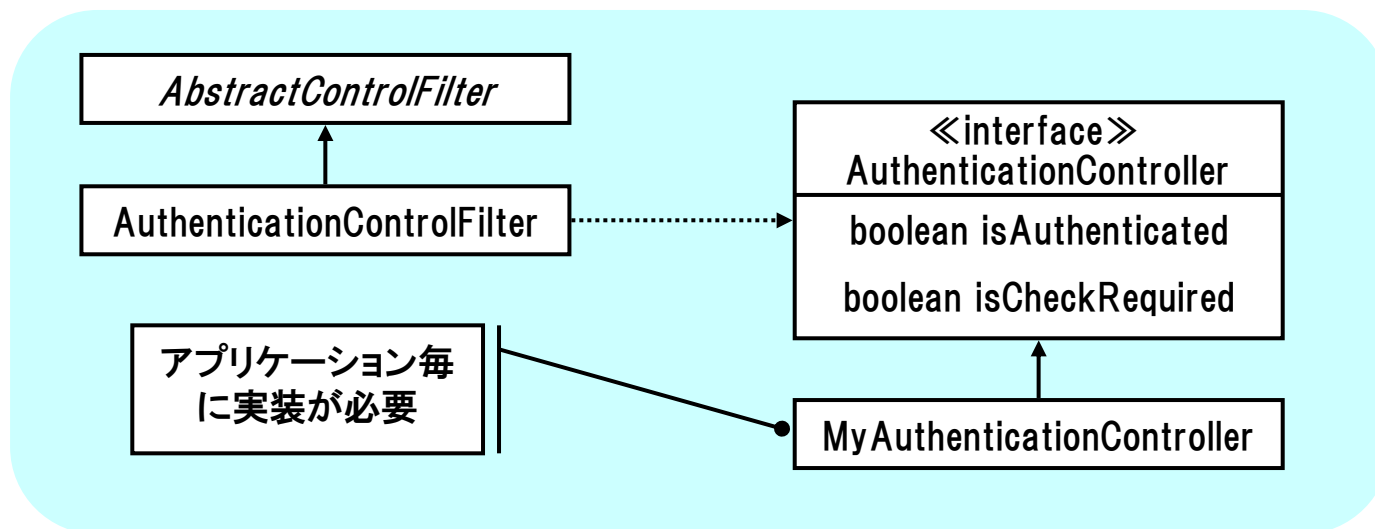 AbstractControlFilter
AuthenticationControlFilter
≪interface≫
AuthenticationController
boolean isAuthenticated
boolean isCheckRequired
アプリケーション毎
に実装が必要
MyAuthenticationController